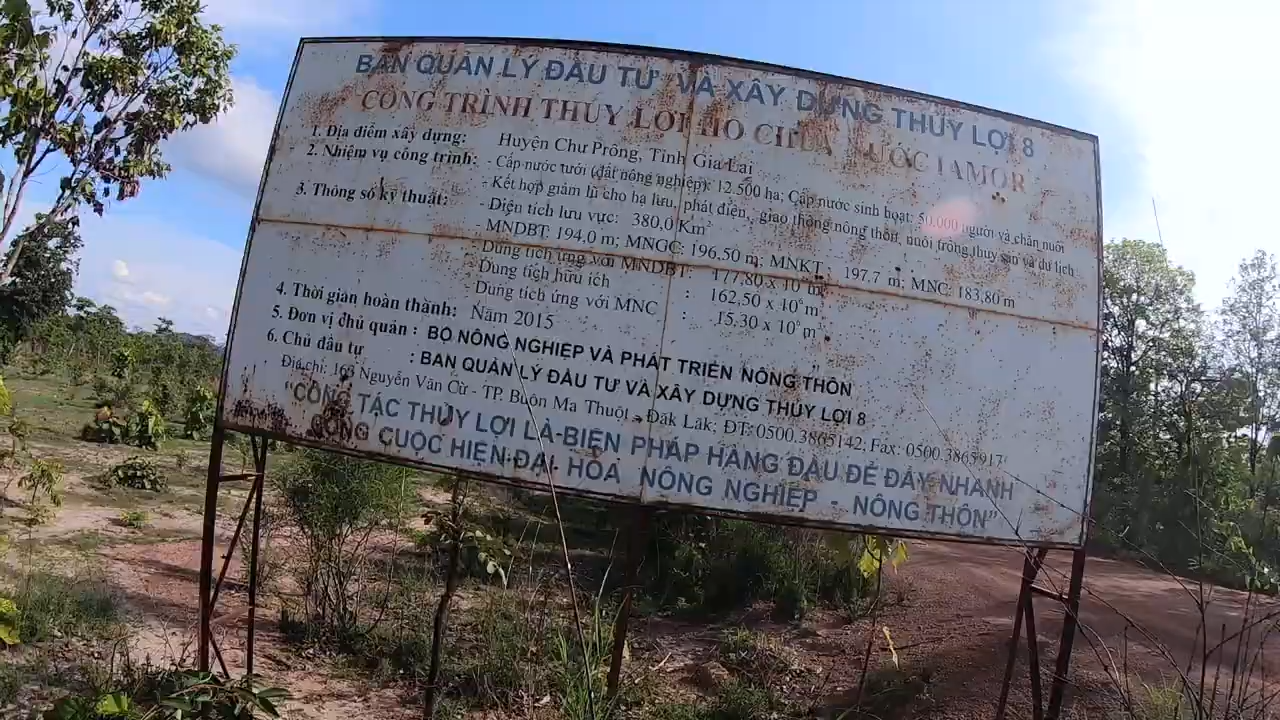 BAN QUẢN LÝ ĐẦU TƯ VÀ XÂY DỰNG THỦY LỢI 8
CÔNG TRÌNH THỦY LỢI HỒ CHỨA NƯỚC IAMOR
1. Địa điểm xây dựng: Huyện Chư Prông, Tỉnh Gia Lai
2. Nhiệm vụ công trình: - Cấp nước tưới (đất nông nghiệp): 12.500 ha; Cấp nước sinh hoạt: 50.000 người và chăn nuôi
- Kết hợp giảm lũ cho hạ lưu, phát điện, giao thông nông thôn, nuôi trồng thủy sản và du lịch
3. Thông số kỹ thuật: - Diện tích lưu vực: 380,0 Km²
MNDBT: 194,0 m; MNGC: 196,50 m; MNKT: 197,7 m; MNC: 183,80 m
Dung tích ứng với MNDBT : 177,80 x 10⁶ m³
Dung tích hữu ích : 162,50 x 10⁶ m³
Dung tích ứng với MNC : 15,30 x 10⁶ m³
4. Thời gian hoàn thành: Năm 2015
5. Đơn vị chủ quản : BỘ NÔNG NGHIỆP VÀ PHÁT TRIỂN NÔNG THÔN
6. Chủ đầu tư : BAN QUẢN LÝ ĐẦU TƯ VÀ XÂY DỰNG THỦY LỢI 8
Địa chỉ: 163 Nguyễn Văn Cừ - TP. Buôn Ma Thuột - Đăk Lăk; ĐT: 0500.3865142; Fax: 0500.3865917
"CÔNG TÁC THỦY LỢI LÀ BIỆN PHÁP HÀNG ĐẦU ĐỂ ĐẨY NHANH
CÔNG CUỘC HIỆN ĐẠI HÓA NÔNG NGHIỆP - NÔNG THÔN"